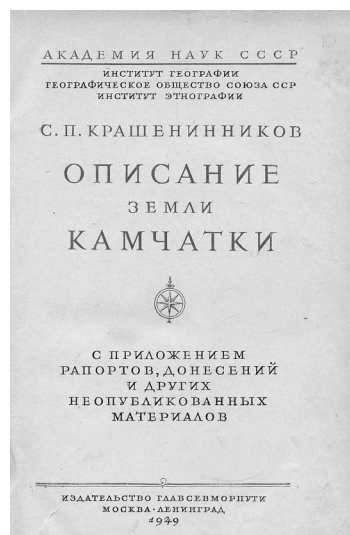 АКАДЕМИЯ НАУК СССР
ИНСТИТУТ ГЕОГРАФИИ
ГЕОГРАФИЧЕСКОЕ ОБЩЕСТВО СОЮЗА ССР
ИНСТИТУТ ЭТНОГРАФИИ
С. П. КРАШЕНИННИКОВ
ОПИСАНИЕ
ЗЕМЛИ
КАМЧАТКИ
С ПРИЛОЖЕНИЕМ
РАПОРТОВ, ДОНЕСЕНИЙ
И ДРУГИХ
НЕОПУБЛИКОВАННЫХ
МАТЕРИАЛОВ
ИЗДАТЕЛЬСТВО ГЛАВСЕВМОРПУТИ
МОСКВА-ЛЕНИНГРАД
1949